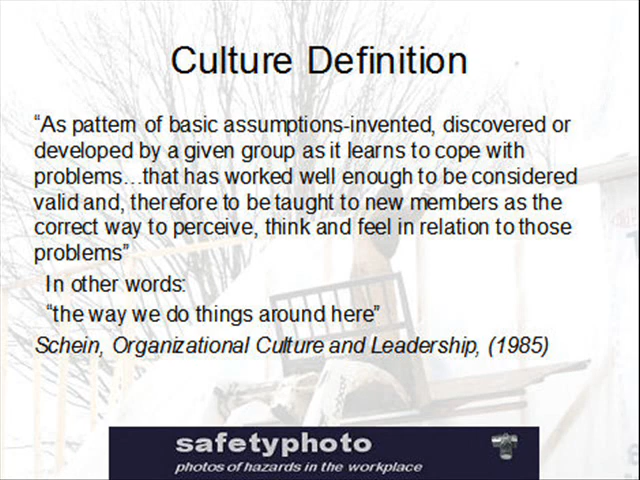 Culture Definition
“As pattern of basic assumptions-invented, discovered or
developed by a given group as it learns to cope with
problems…that has worked well enough to be considered
valid and, therefore to be taught to new members as the
correct way to perceive, think and feel in relation to those
problems”
In other words:
“the way we do things around here”
Schein, Organizational Culture and Leadership, (1985)
safetyphoto
photos of hazards in the workplace